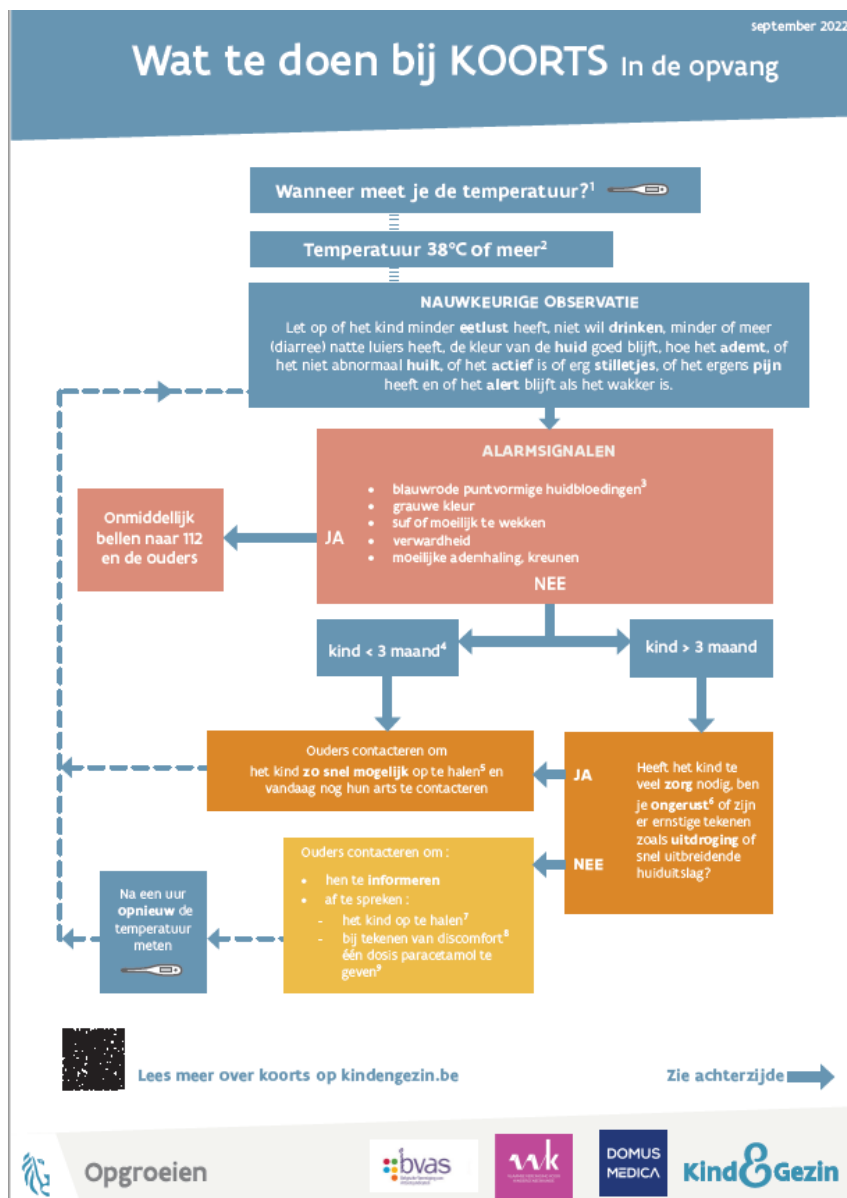 september 2022
Wat te doen bij KOORTS In de opvang
Wanneer meet je de temperatuur?¹
Temperatuur 38°C of meer²
NAUWKEURIGE OBSERVATIE
Let op of het kind minder eetlust heeft, niet wil drinken, minder of meer
(diarree) natte luiers heeft, de kleur van de huid goed blijft, hoe het ademt, of
het niet abnormaal huilt, of het actief is of erg stilletjes, of het ergens pijn
heeft en of het alert blijft als het wakker is.
ALARMSIGNALEN
• blauwrode puntvormige huidbloedingen³
• grauwe kleur
• suf of moeilijk te wekken
• verwardheid
• moeilijke ademhaling, kreunen
JA
NEE
Onmiddellijk
bellen naar 112
en de ouders
kind < 3 maand⁴
kind > 3 maand
Ouders contacteren om
het kind zo snel mogelijk op te halen⁵ en
vandaag nog hun arts te contacteren
JA
NEE
Heeft het kind te
veel zorg nodig, ben
je ongerust⁶ of zijn
er ernstige tekenen
zoals uitdroging of
snel uitbreidende
huiduitslag?
Ouders contacteren om :
• hen te informeren
• af te spreken :
- het kind op te halen⁷
- bij tekenen van discomfort⁸
één dosis paracetamol te
geven⁹
Na een uur
opnieuw de
temperatuur
meten
Lees meer over koorts op kindengezin.be
Zie achterzijde
Opgroeien
bvas
vvk
DOMUS
MEDICA
Kind & Gezin